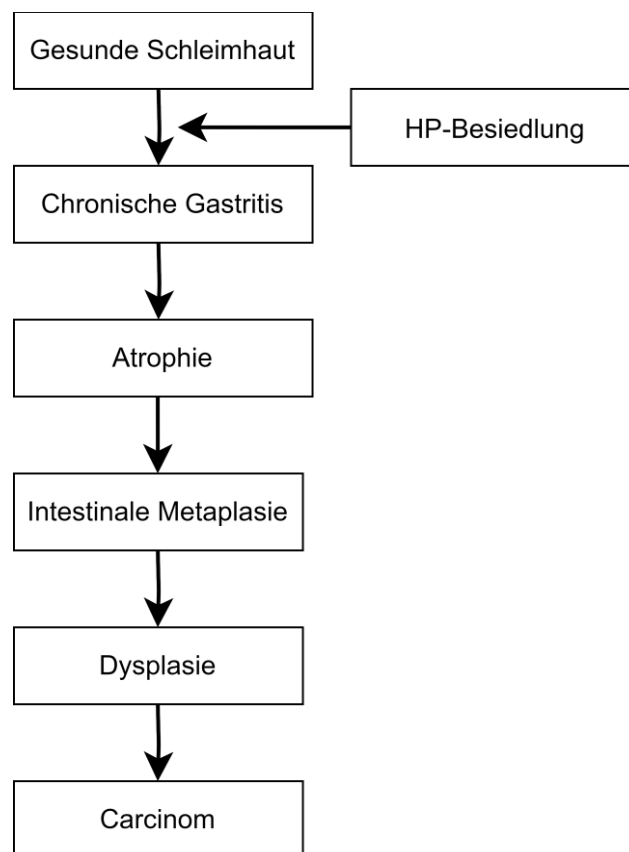 Gesunde Schleimhaut
HP-Besiedlung
Chronische Gastritis
Atrophie
Intestinale Metaplasie
Dysplasie
Carcinom